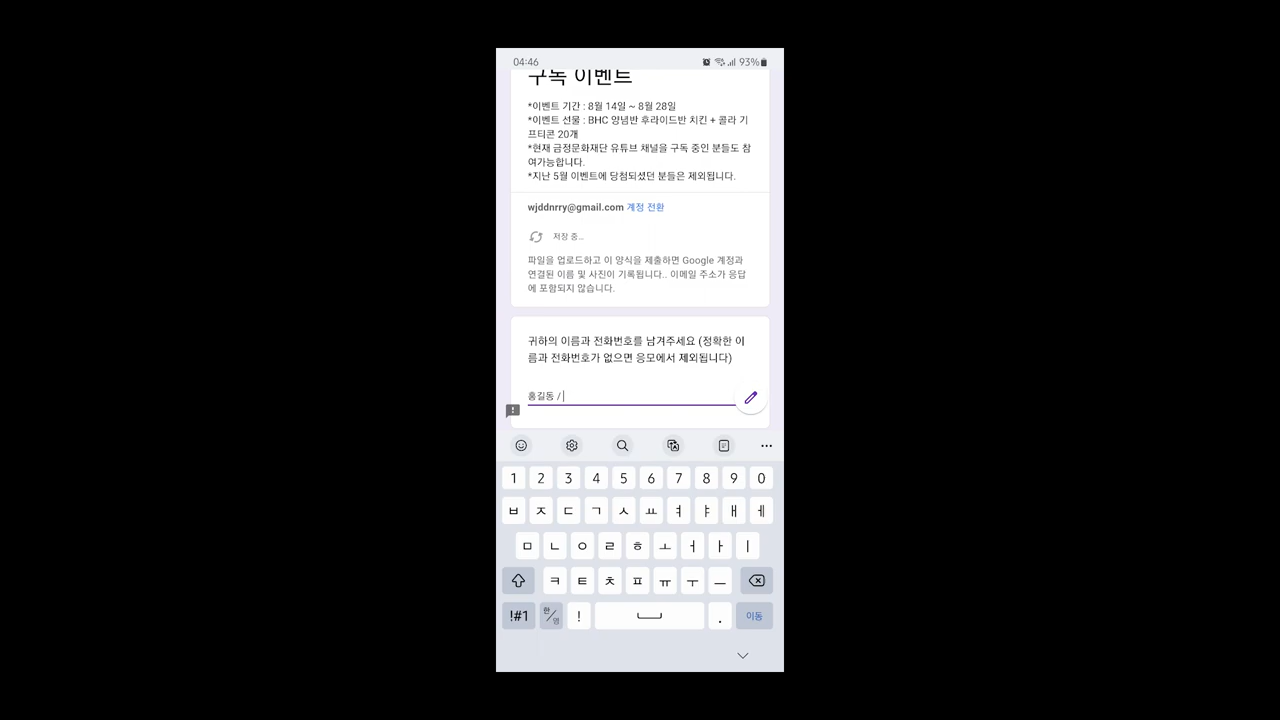 04:46 93%
구독 이벤트
*이벤트 기간 : 8월 14일 ~ 8월 28일
*이벤트 선물 : BHC 양념반 후라이드반 치킨 + 콜라 기
프티콘 20개
*현재 금정문화재단 유튜브 채널을 구독 중인 분들도 참
여가능합니다.
*지난 5월 이벤트에 당첨되셨던 분들은 제외됩니다.
wjddnrry@gmail.com 계정 전환
저장 중...
파일을 업로드하고 이 양식을 제출하면 Google 계정과
연결된 이름 및 사진이 기록됩니다.. 이메일 주소가 응답
에 포함되지 않습니다.
귀하의 이름과 전화번호를 남겨주세요 (정확한 이
름과 전화번호가 없으면 응모에서 제외됩니다)
홍길동 /
1 2 3 4 5 6 7 8 9 0
ㅂ ㅈ ㄷ ㄱ ㅅ ㅛ ㅕ ㅑ ㅐ ㅔ
ㅁ ㄴ ㅇ ㄹ ㅎ ㅗ ㅓ ㅏ ㅣ
ㅋ ㅌ ㅊ ㅍ ㅠ ㅜ ㅡ
!#1 한/영 ! . 이동